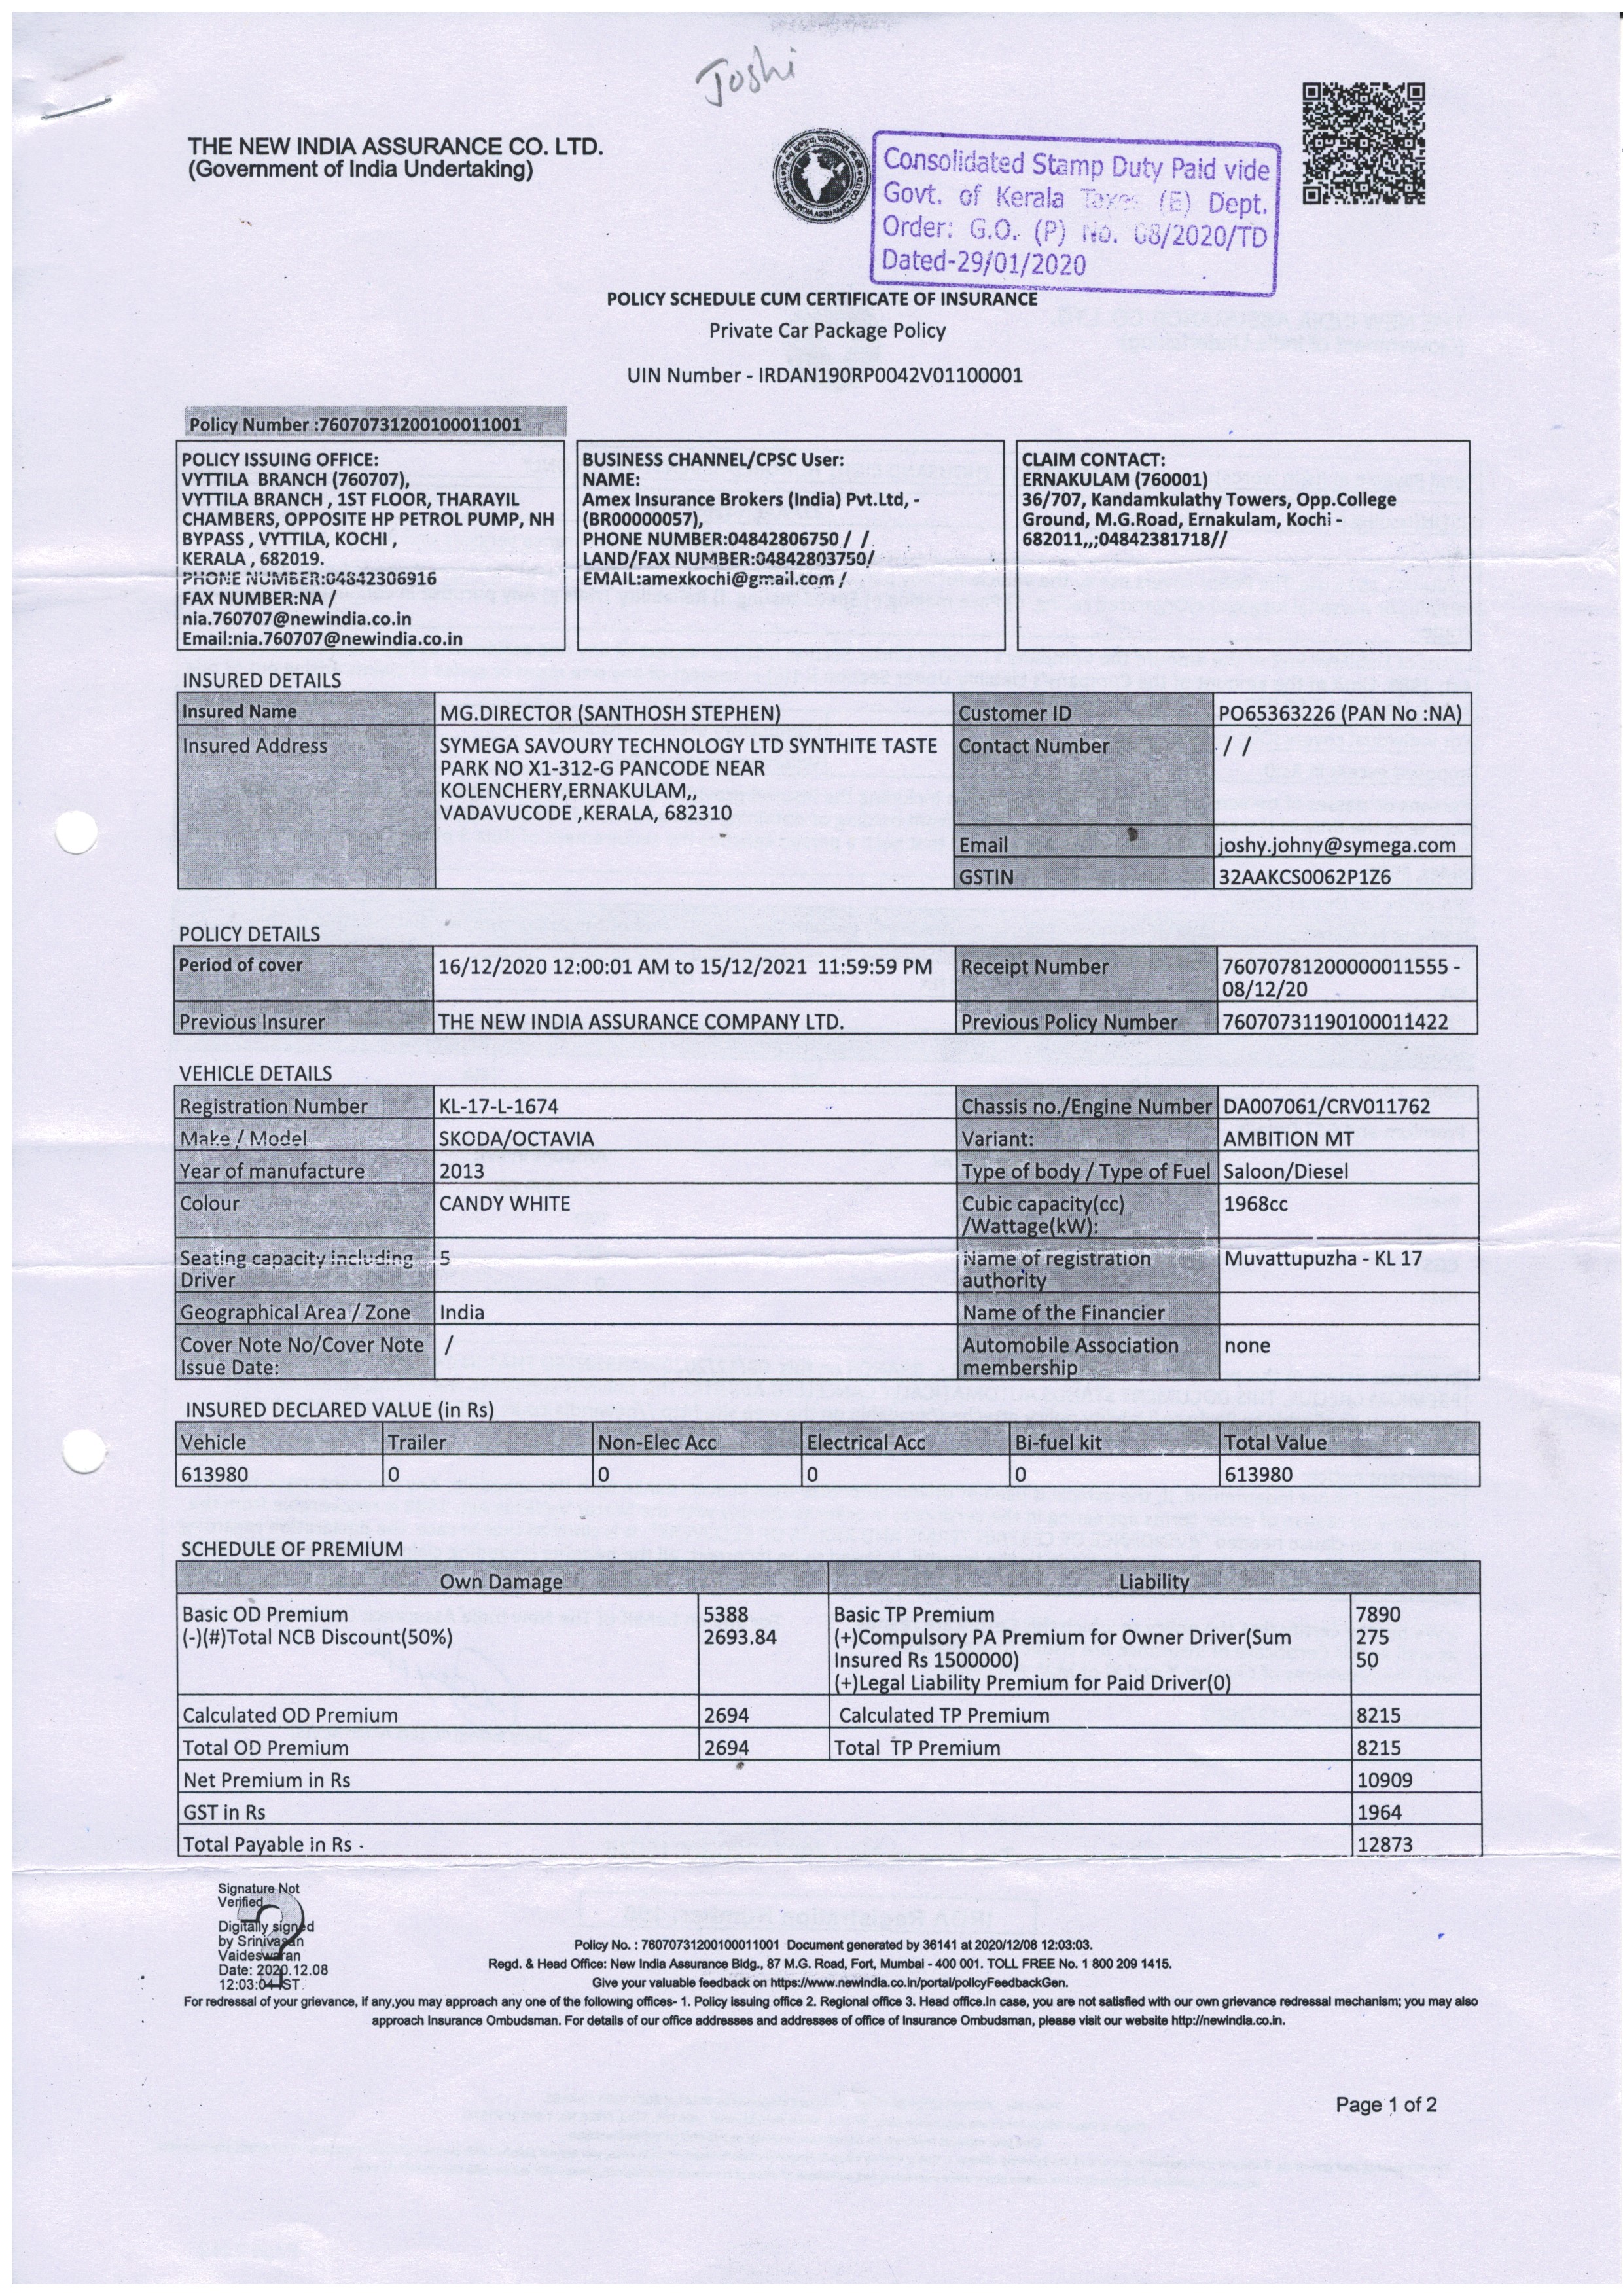 Joshi
THE NEW INDIA ASSURANCE CO. LTD.
(Government of India Undertaking)
Consolidated Stamp Duty Paid vide
Govt. of Kerala Taxes (E) Dept.
Order: G.O. (P) No. 08/2020/TD
Dated-29/01/2020
POLICY SCHEDULE CUM CERTIFICATE OF INSURANCE
Private Car Package Policy
UIN Number - IRDAN190RP0042V01100001
Policy Number :76070731200100011001
POLICY ISSUING OFFICE:
VYTTILA BRANCH (760707),
VYTTILA BRANCH , 1ST FLOOR, THARAYIL
CHAMBERS, OPPOSITE HP PETROL PUMP, NH
BYPASS , VYTTILA, KOCHI ,
KERALA , 682019.
PHONE NUMBER:04842306916
FAX NUMBER:NA /
nia.760707@newindia.co.in
Email:nia.760707@newindia.co.in
BUSINESS CHANNEL/CPSC User:
NAME:
Amex Insurance Brokers (India) Pvt.Ltd, -
(BR00000057),
PHONE NUMBER:04842806750 / /
LAND/FAX NUMBER:04842803750/
EMAIL:amexkochi@gmail.com /
CLAIM CONTACT:
ERNAKULAM (760001)
36/707, Kandamkulathy Towers, Opp.College
Ground, M.G.Road, Ernakulam, Kochi -
682011,,;04842381718//
INSURED DETAILS
Insured Name MG.DIRECTOR (SANTHOSH STEPHEN) Customer ID PO65363226 (PAN No :NA)
Insured Address SYMEGA SAVOURY TECHNOLOGY LTD SYNTHITE TASTE Contact Number / /
PARK NO X1-312-G PANCODE NEAR
KOLENCHERY,ERNAKULAM,,
VADAVUCODE ,KERALA, 682310
Email joshy.johny@symega.com
GSTIN 32AAKCS0062P1Z6
POLICY DETAILS
Period of cover 16/12/2020 12:00:01 AM to 15/12/2021 11:59:59 PM Receipt Number 76070781200000011555 -
08/12/20
Previous Insurer THE NEW INDIA ASSURANCE COMPANY LTD. Previous Policy Number 76070731190100011422
VEHICLE DETAILS
Registration Number KL-17-L-1674 Chassis no./Engine Number DA007061/CRV011762
Make / Model SKODA/OCTAVIA Variant: AMBITION MT
Year of manufacture 2013 Type of body / Type of Fuel Saloon/Diesel
Colour CANDY WHITE Cubic capacity(cc) 1968cc
/Wattage(kW):
Seating capacity including 5 Name of registration Muvattupuzha - KL 17
Driver authority
Geographical Area / Zone India Name of the Financier
Cover Note No/Cover Note / Automobile Association none
Issue Date: membership
INSURED DECLARED VALUE (in Rs)
Vehicle Trailer Non-Elec Acc Electrical Acc Bi-fuel kit Total Value
613980 0 0 0 0 613980
SCHEDULE OF PREMIUM
Own Damage Liability
Basic OD Premium 5388 Basic TP Premium 7890
(-)(#)Total NCB Discount(50%) 2693.84 (+)Compulsory PA Premium for Owner Driver(Sum 275
Insured Rs 1500000) 50
(+)Legal Liability Premium for Paid Driver(0)
Calculated OD Premium 2694 Calculated TP Premium 8215
Total OD Premium 2694 Total TP Premium 8215
Net Premium in Rs 10909
GST in Rs 1964
Total Payable in Rs 12873
Signature Not
Verified
Digitally signed
by Srinivasan
Vaideswaran
Date: 2020.12.08
12:03:04 IST
Policy No. : 76070731200100011001 Document generated by 36141 at 2020/12/08 12:03:03.
Regd. & Head Office: New India Assurance Bldg., 87 M.G. Road, Fort, Mumbai - 400 001. TOLL FREE No. 1 800 209 1415.
Give your valuable feedback on https://www.newindia.co.in/portal/policyFeedbackGen.
For redressal of your grievance, if any,you may approach any one of the following offices- 1. Policy issuing office 2. Regional office 3. Head office.In case, you are not satisfied with our own grievance redressal mechanism; you may also
approach Insurance Ombudsman. For details of our office addresses and addresses of office of Insurance Ombudsman, please visit our website http://newindia.co.in.
Page 1 of 2